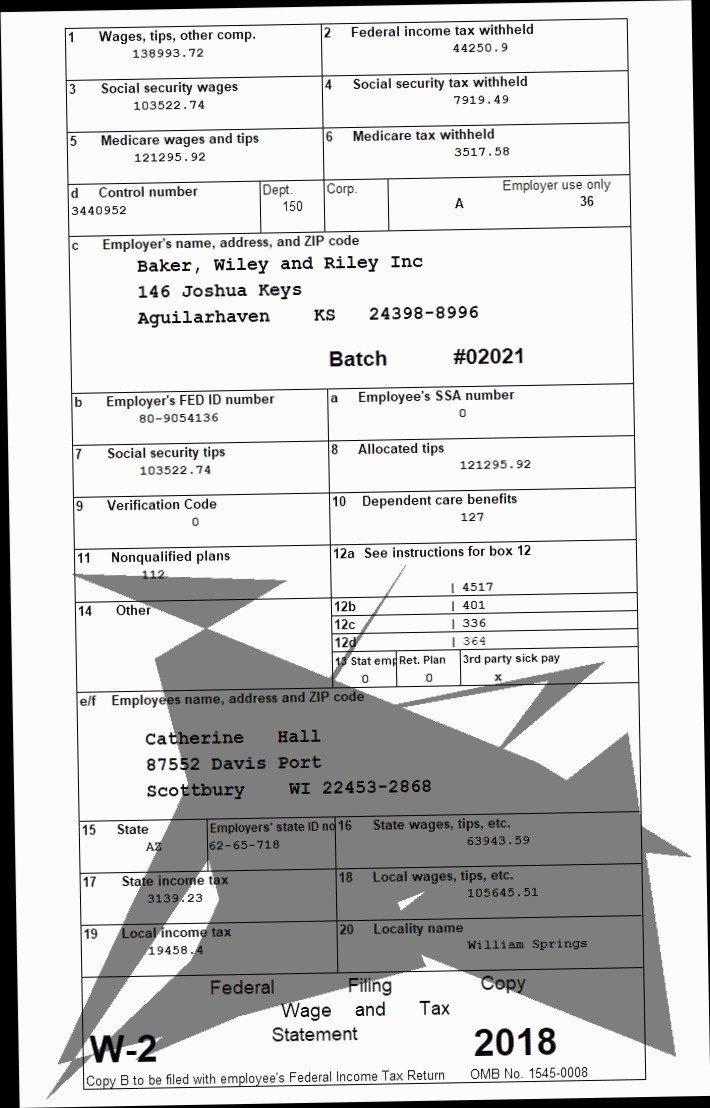 1 Wages, tips, other comp. 2 Federal income tax withheld
138993.72 44250.9
3 Social security wages 4 Social security tax withheld
103522.74 7919.49
5 Medicare wages and tips 6 Medicare tax withheld
121295.92 3517.58
d Control number Dept. Corp. Employer use only
3440952 150 A 36
c Employer's name, address, and ZIP code
Baker, Wiley and Riley Inc
146 Joshua Keys
Aguilarhaven KS 24398-8996
Batch #02021
b Employer's FED ID number a Employee's SSA number
80-9054136 0
7 Social security tips 8 Allocated tips
103522.74 121295.92
9 Verification Code 10 Dependent care benefits
0 127
11 Nonqualified plans 12a See instructions for box 12
112 | 4517
14 Other 12b | 401
12c | 336
12d | 364
13 Stat emp Ret. Plan 3rd party sick pay
0 0 x
e/f Employees name, address and ZIP code
Catherine Hall
87552 Davis Port
Scottbury WI 22453-2868
15 State Employers' state ID no 16 State wages, tips, etc.
AZ 62-65-718 63943.59
17 State income tax 18 Local wages, tips, etc.
3139.23 105645.51
19 Local income tax 20 Locality name
19458.4 William Springs
Federal Filing Copy
Wage and Tax
Statement
W-2 2018
Copy B to be filed with employee's Federal Income Tax Return OMB No. 1545-0008